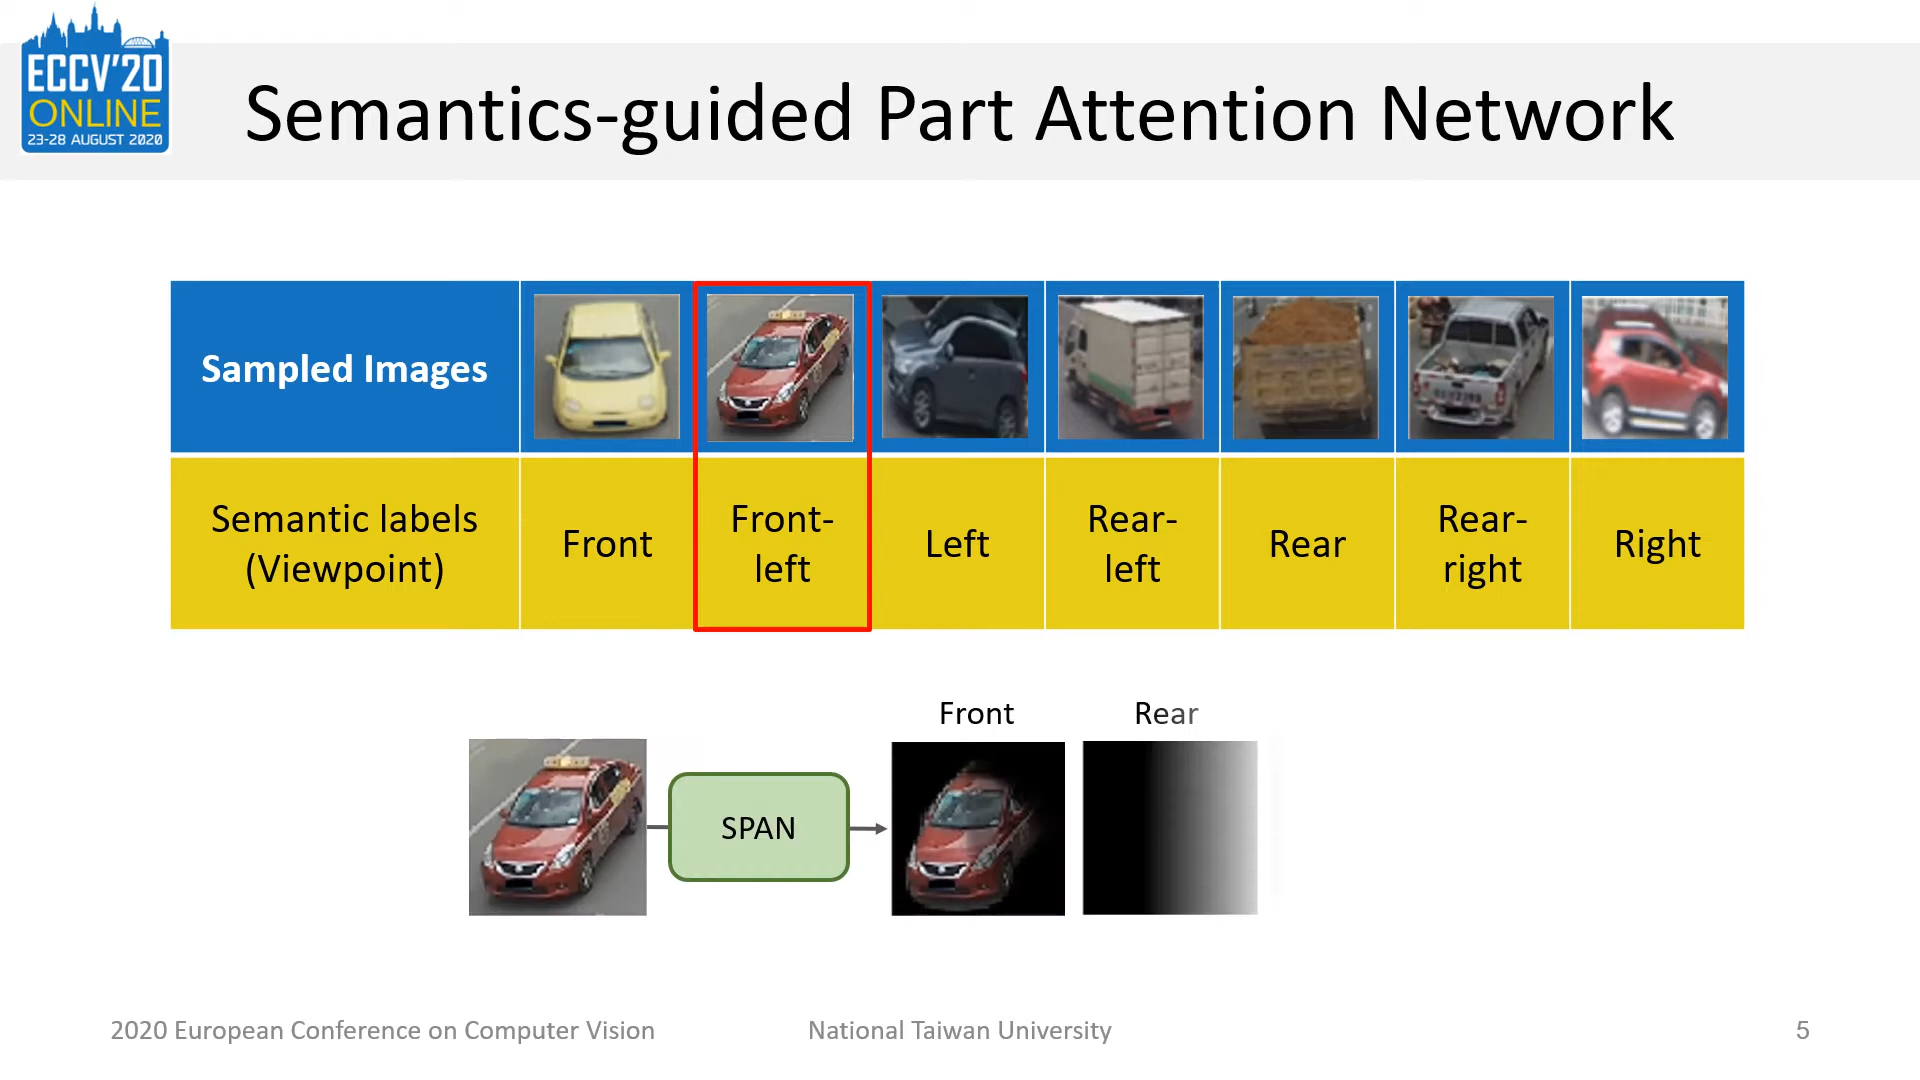 ECCV'20
ONLINE
23-28 AUGUST 2020
Semantics-guided Part Attention Network
Sampled Images
Semantic labels
(Viewpoint)
Front
Front-
left
Left
Rear-
left
Rear
Rear-
right
Right
Front
Rear
SPAN
2020 European Conference on Computer Vision
National Taiwan University
5